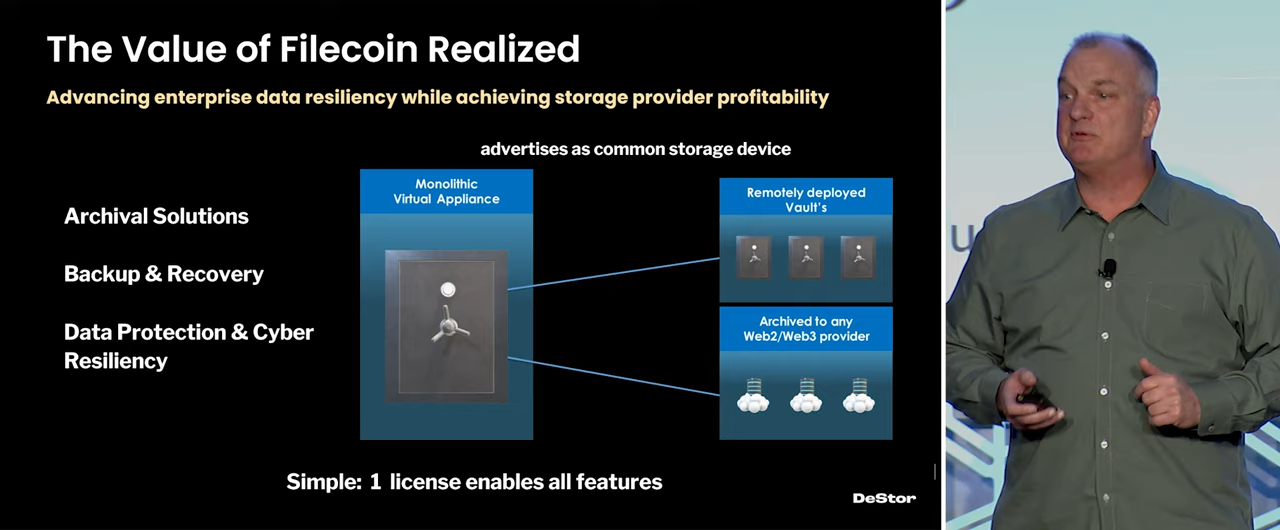 The Value of Filecoin Realized
Advancing enterprise data resiliency while achieving storage provider profitability
advertises as common storage device
Archival Solutions
Backup & Recovery
Data Protection & Cyber
Resiliency
Monolithic
Virtual Appliance
Remotely deployed
Vault's
Archived to any
Web2/Web3 provider
Simple: 1 license enables all features
DeStor